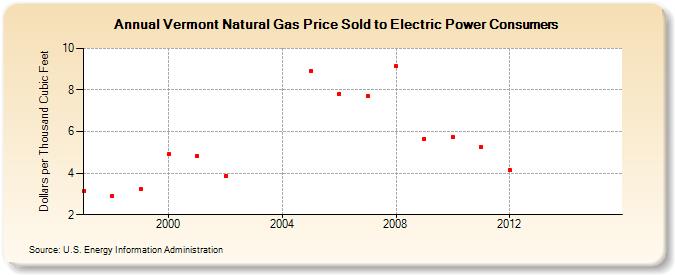 Annual Vermont Natural Gas Price Sold to Electric Power Consumers
Dollars per Thousand Cubic Feet
10
8
6
4
2
2000 2004 2008 2012
Source: U.S. Energy Information Administration